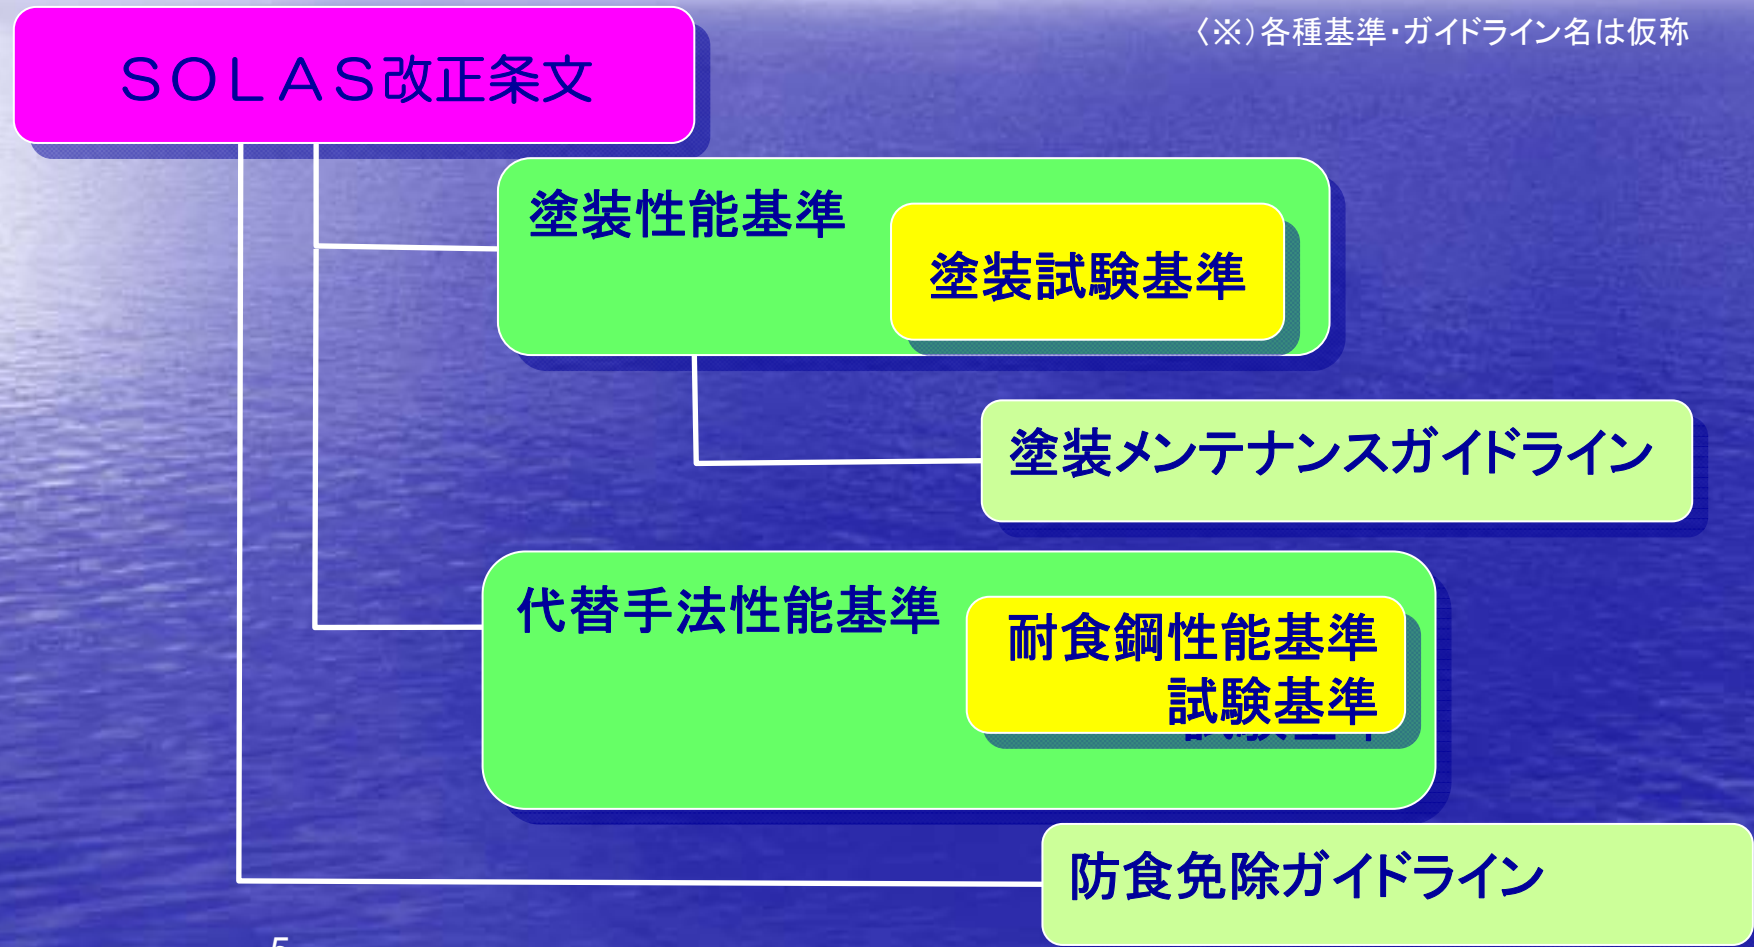 〈※）各種基準・ガイドライン名は仮称
ＳＯＬＡＳ改正条文
塗装性能基準
塗装試験基準
塗装メンテナンスガイドライン
代替手法性能基準
耐食鋼性能基準
試験基準
防食免除ガイドライン